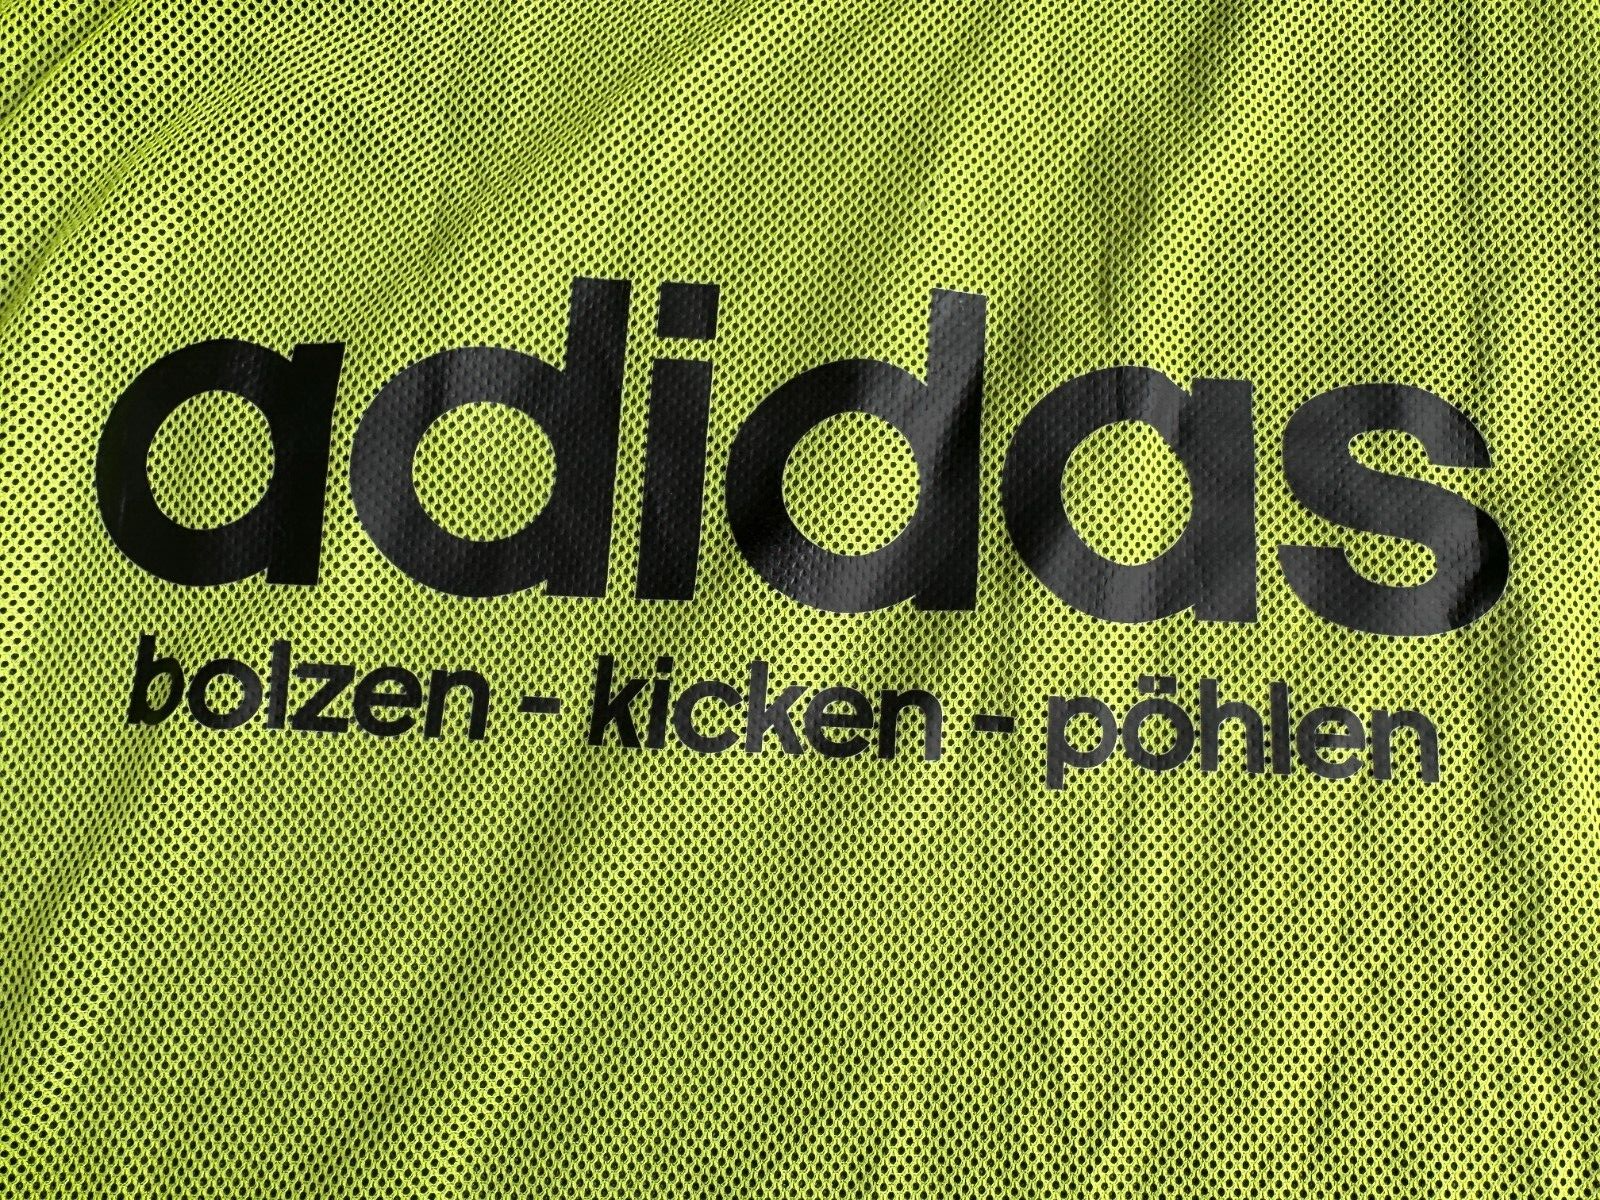 adidas
bolzen - kicken - pöhlen